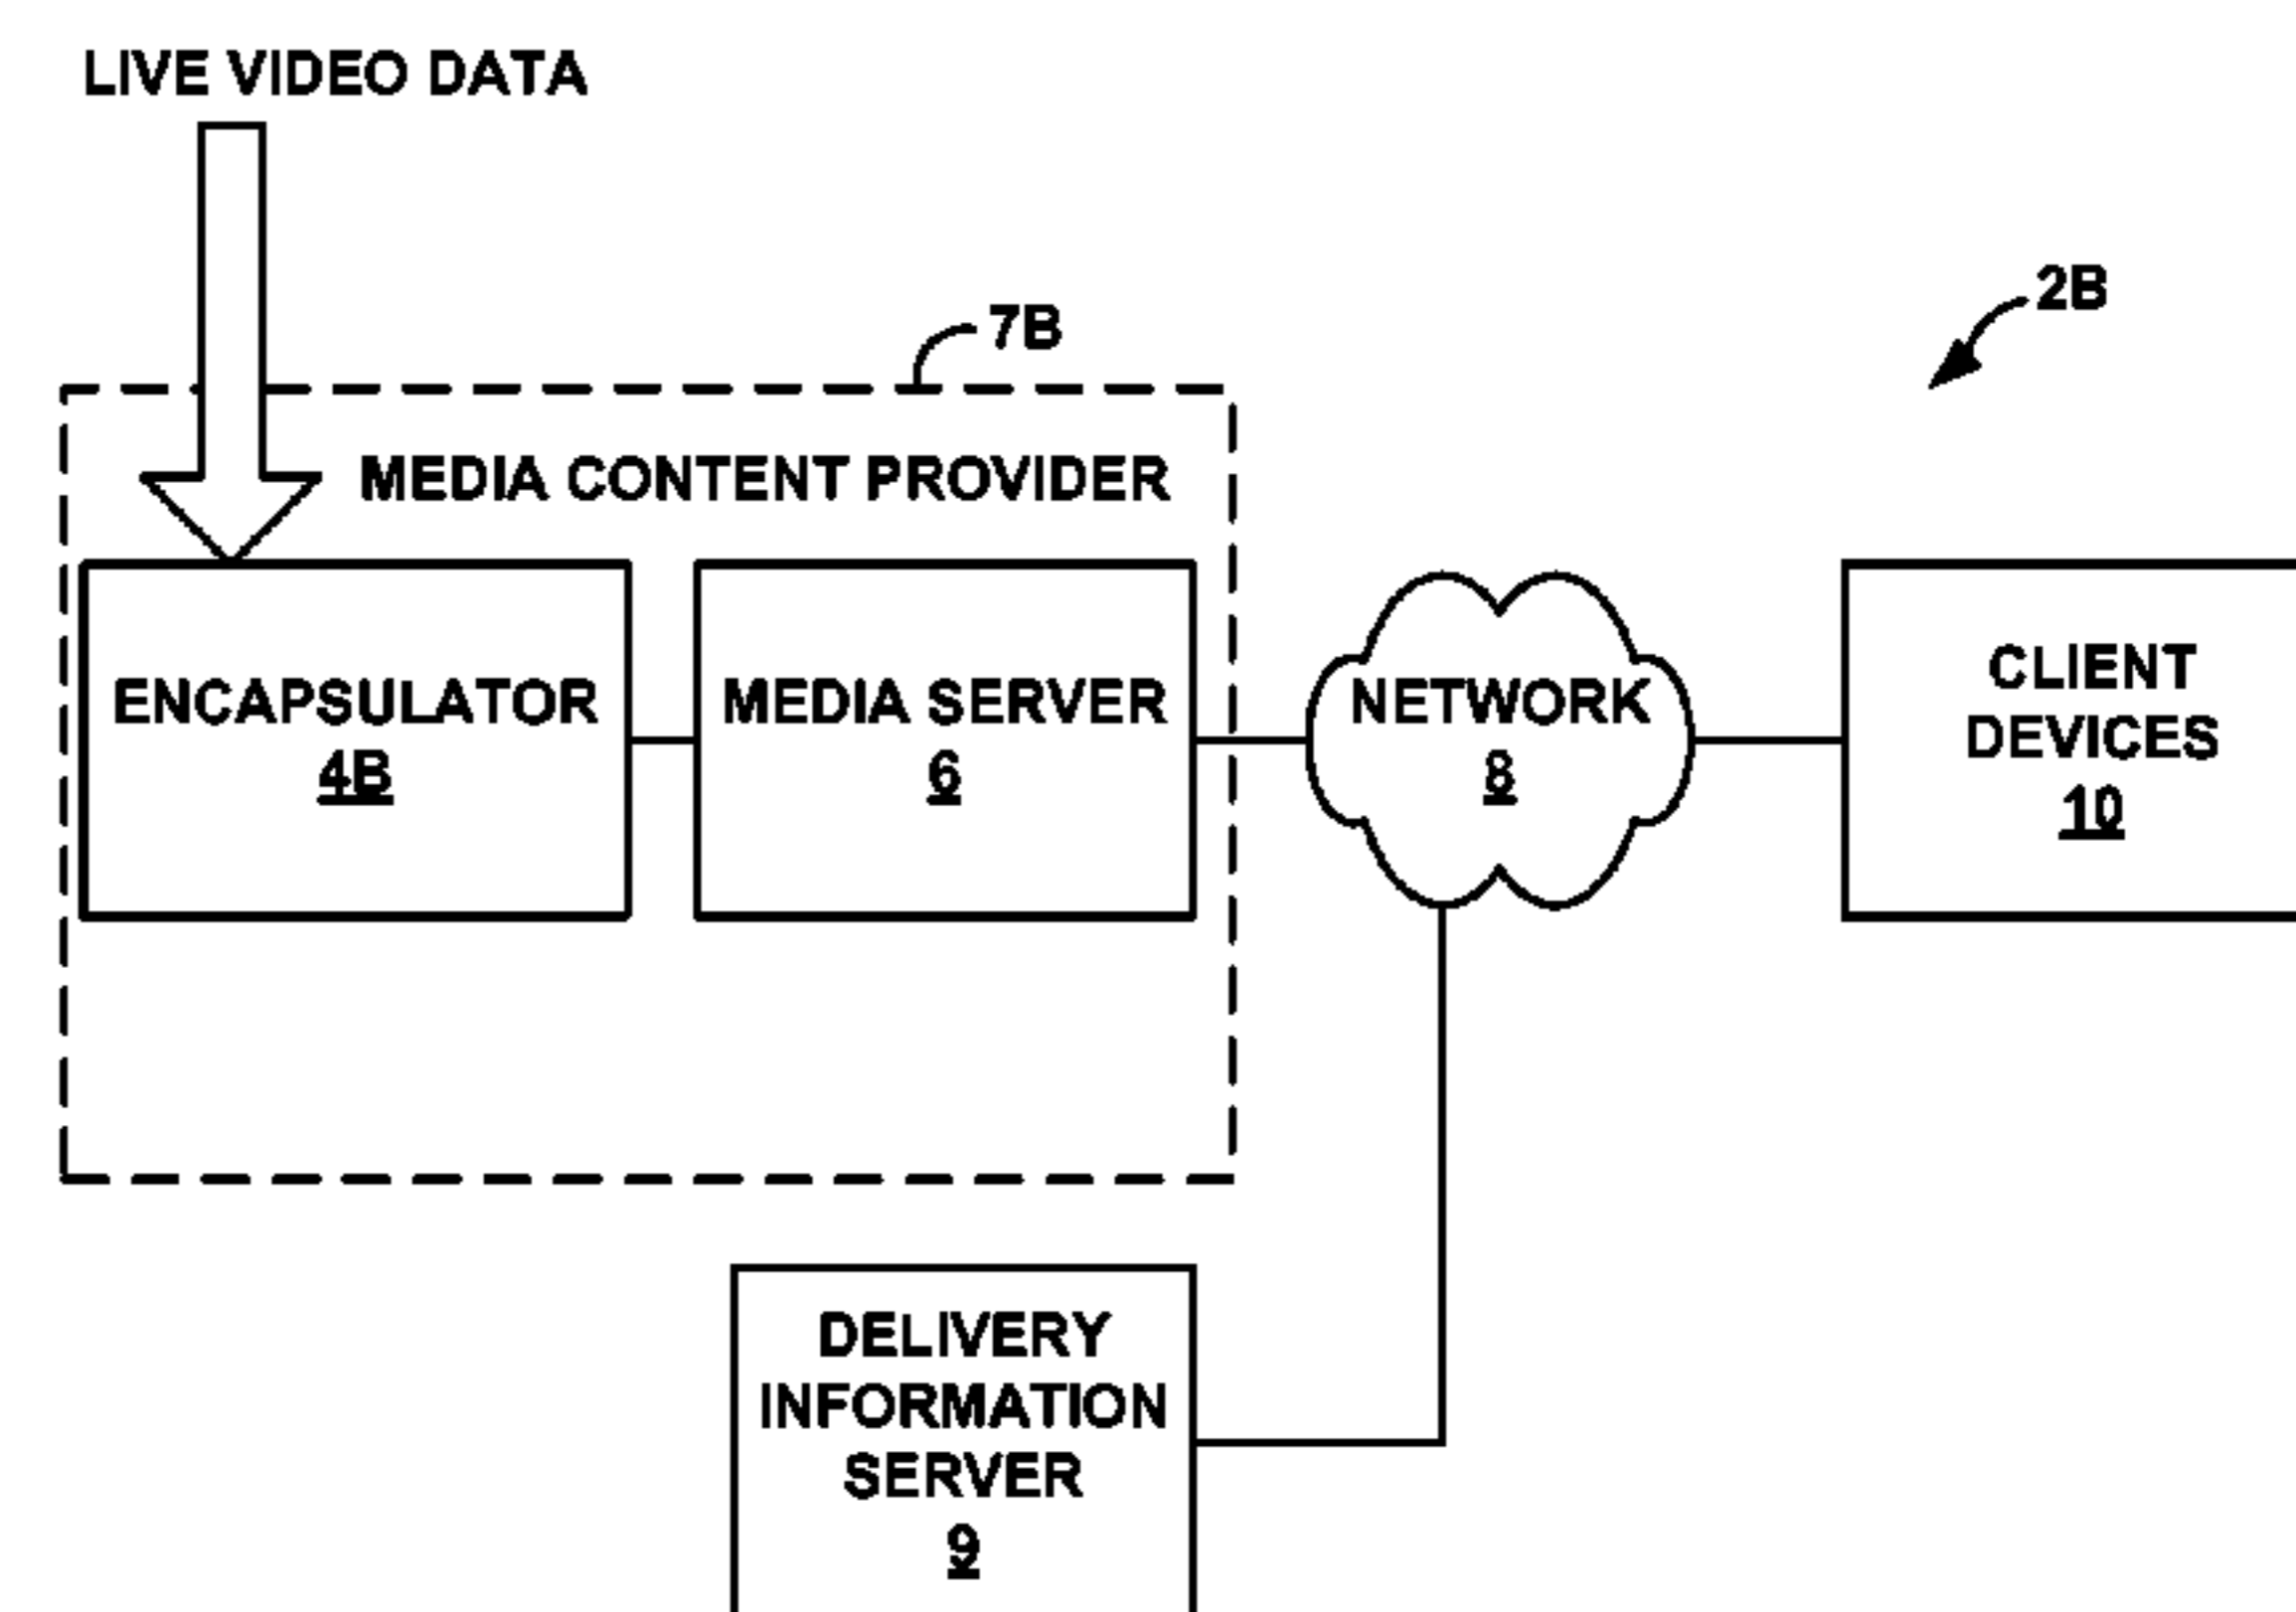 LIVE VIDEO DATA
2B
7B
MEDIA CONTENT PROVIDER
ENCAPSULATOR
4B
MEDIA SERVER
6
NETWORK
8
CLIENT
DEVICES
10
DELIVERY
INFORMATION
SERVER
9